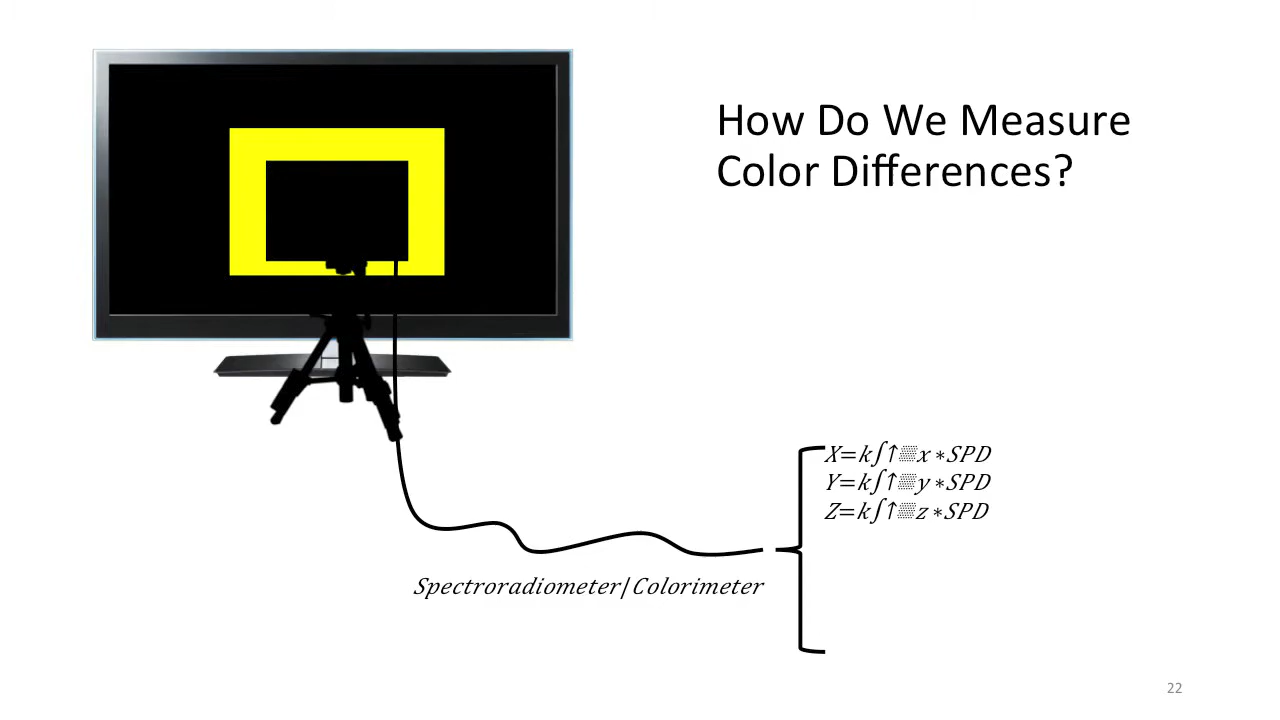 How Do We Measure
Color Differences?
X=k∫↑▒x∗SPD
Y=k∫↑▒y∗SPD
Z=k∫↑▒z∗SPD
Spectroradiometer/Colorimeter
22